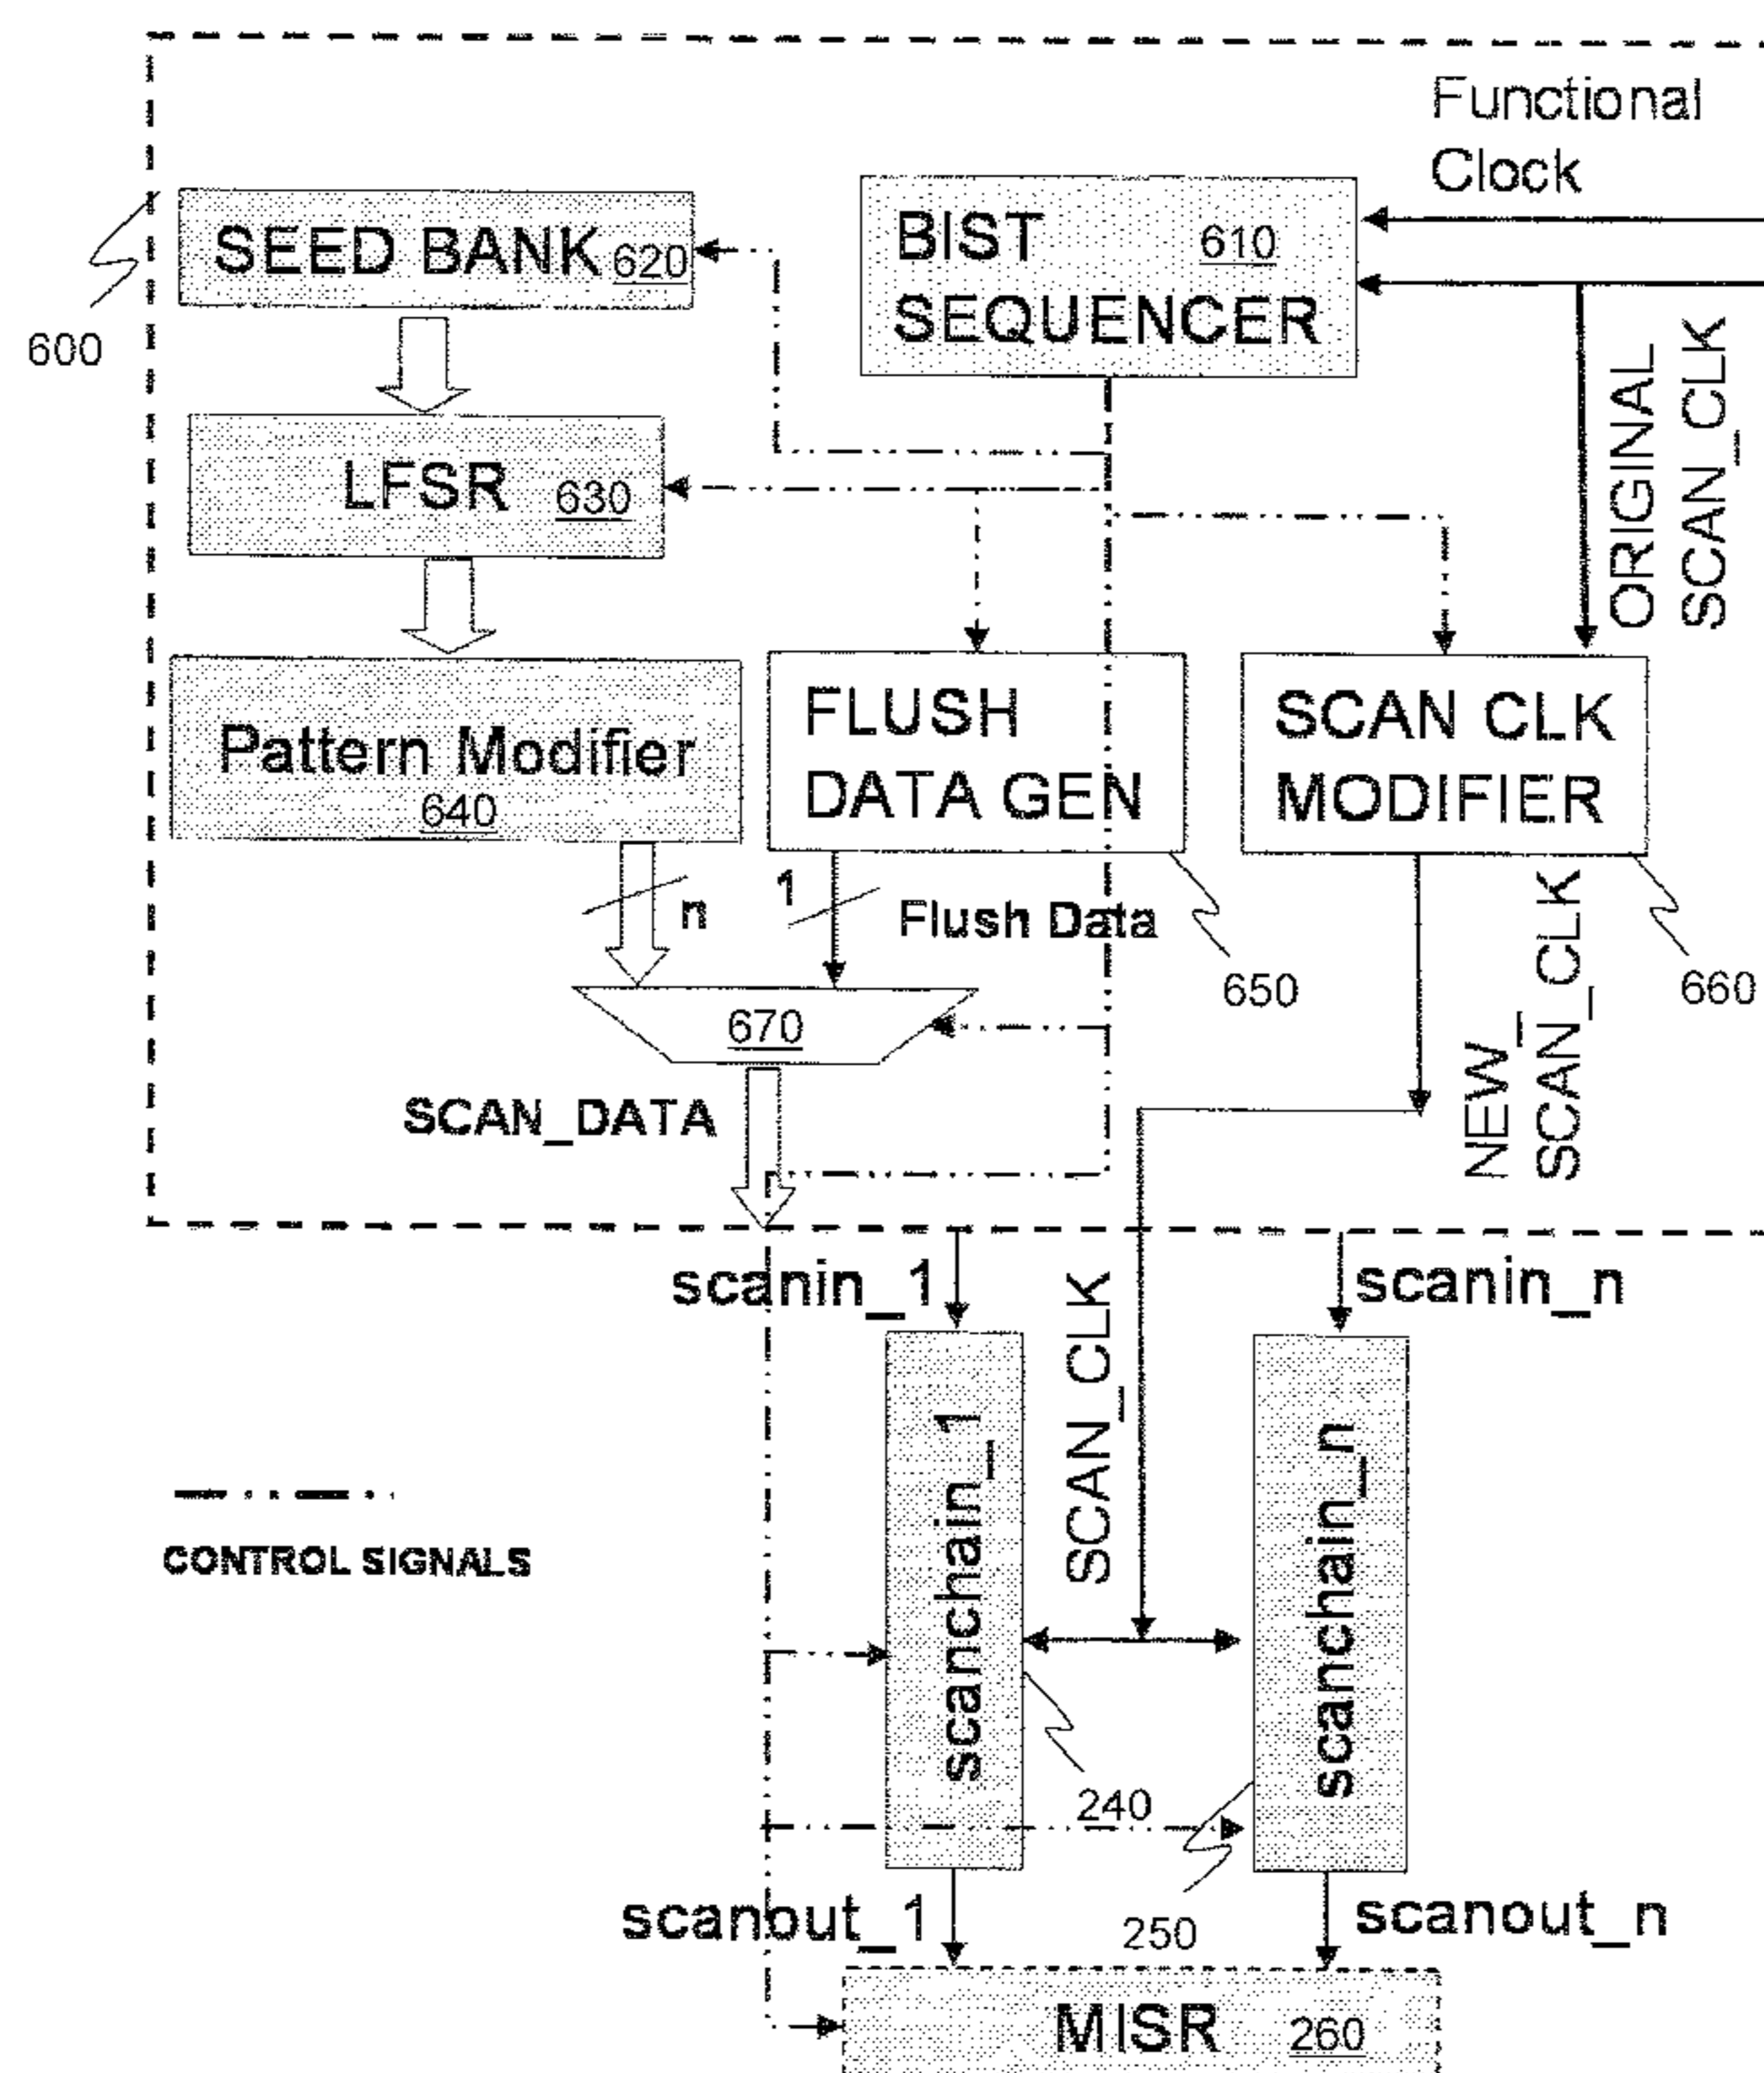 Functional
Clock
SEED BANK 620
BIST 610
SEQUENCER
600
LFSR 630
ORIGINAL
SCAN_CLK
Pattern Modifier
640
FLUSH
DATA GEN
SCAN CLK
MODIFIER
n
1
Flush Data
650
660
670
NEW_
SCAN_CLK
SCAN_DATA
scanin_1
scanin_n
SCAN_CLK
scanchain_1
scanchain_n
CONTROL SIGNALS
240
250
scanout_1
scanout_n
MISR 260